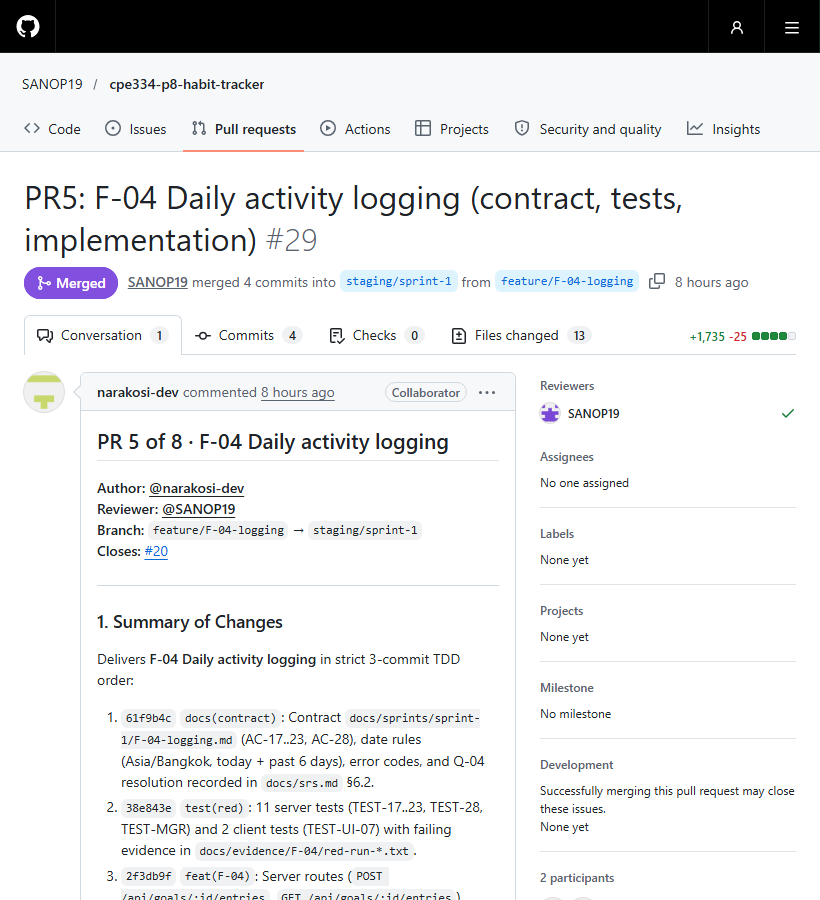 SANOP19 / cpe334-p8-habit-tracker
Code Issues Pull requests Actions Projects Security and quality Insights
PR5: F-04 Daily activity logging (contract, tests,
implementation) #29
Merged SANOP19 merged 4 commits into staging/sprint-1 from feature/F-04-logging 8 hours ago
Conversation 1 Commits 4 Checks 0 Files changed 13 +1,735 -25
narakosi-dev commented 8 hours ago Collaborator ...
PR 5 of 8 · F-04 Daily activity logging
Author: @narakosi-dev
Reviewer: @SANOP19
Branch: feature/F-04-logging → staging/sprint-1
Closes: #20
1. Summary of Changes
Delivers F-04 Daily activity logging in strict 3-commit TDD
order:
1. 61f9b4c docs(contract) : Contract docs/sprints/sprint-
1/F-04-logging.md (AC-17..23, AC-28), date rules
(Asia/Bangkok, today + past 6 days), error codes, and Q-04
resolution recorded in docs/srs.md §6.2.
2. 38e843e test(red) : 11 server tests (TEST-17..23, TEST-28,
TEST-MGR) and 2 client tests (TEST-UI-07) with failing
evidence in docs/evidence/F-04/red-run-*.txt .
3. 2f3db9f feat(F-04) : Server routes ( POST
/api/goals/:id/entries, GET /api/goals/:id/entries )
Reviewers
SANOP19
Assignees
No one assigned
Labels
None yet
Projects
None yet
Milestone
No milestone
Development
Successfully merging this pull request may close
these issues.
None yet
2 participants